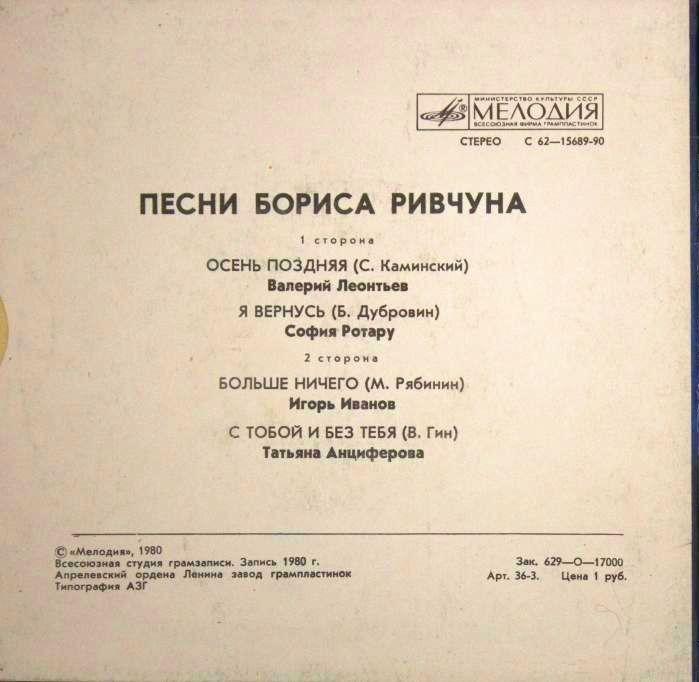 МИНИСТЕРСТВО КУЛЬТУРЫ СССР
МЕЛОДИЯ
ВСЕСОЮЗНАЯ ФИРМА ГРАМПЛАСТИНОК
СТЕРЕО С 62—15689-90
ПЕСНИ БОРИСА РИВЧУНА
1 сторона
ОСЕНЬ ПОЗДНЯЯ (С. Каминский)
Валерий Леонтьев
Я ВЕРНУСЬ (Б. Дубровин)
София Ротару
2 сторона
БОЛЬШЕ НИЧЕГО (М. Рябинин)
Игорь Иванов
С ТОБОЙ И БЕЗ ТЕБЯ (В. Гин)
Татьяна Анциферова
© «Мелодия», 1980
Всесоюзная студия грамзаписи. Запись 1980 г.
Апрелевский ордена Ленина завод грампластинок
Типография АЗГ
Зак. 629—О—17000
Арт. 36-3. Цена 1 руб.